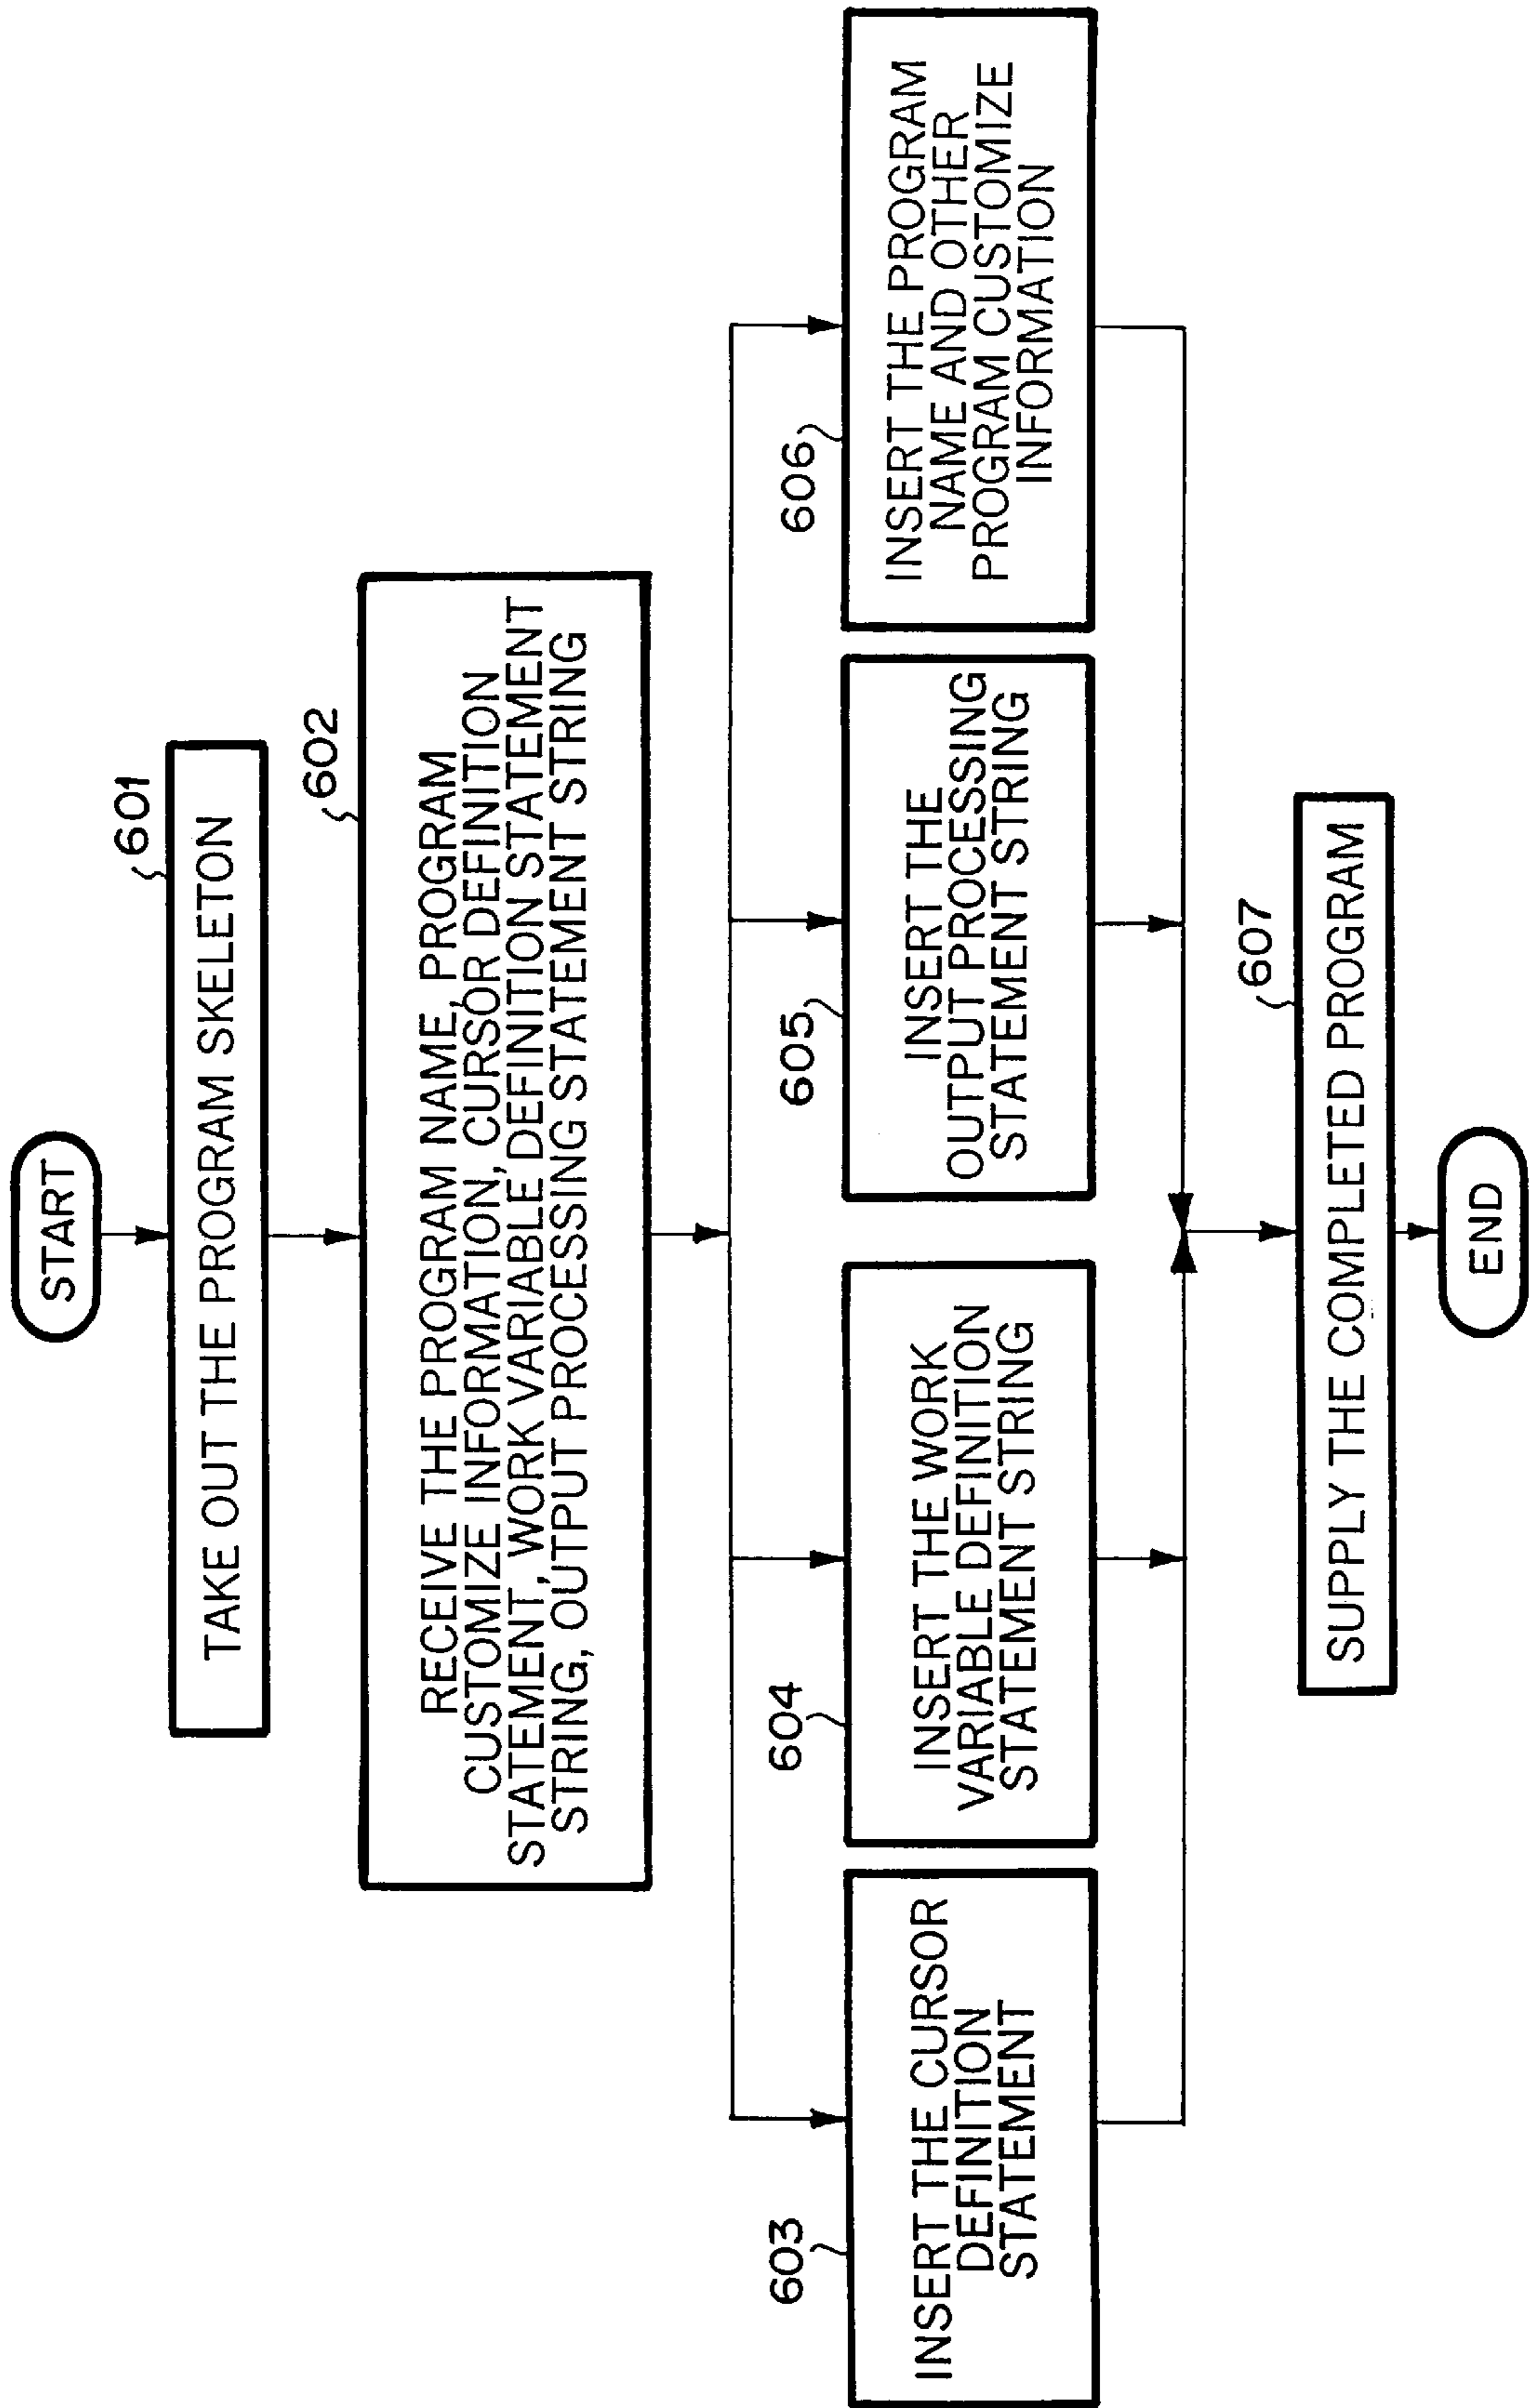 START
601
TAKE OUT THE PROGRAM SKELETON
602
RECEIVE THE PROGRAM NAME, PROGRAM
CUSTOMIZE INFORMATION, CURSOR DEFINITION
STATEMENT, WORK VARIABLE DEFINITION STATEMENT
STRING, OUTPUT PROCESSING STATEMENT STRING
603
INSERT THE CURSOR
DEFINITION
STATEMENT
604
INSERT THE WORK
VARIABLE DEFINITION
STATEMENT STRING
605
INSERT THE
OUTPUT PROCESSING
STATEMENT STRING
606
INSERT THE PROGRAM
NAME AND OTHER
PROGRAM CUSTOMIZE
INFORMATION
607
SUPPLY THE COMPLETED PROGRAM
END